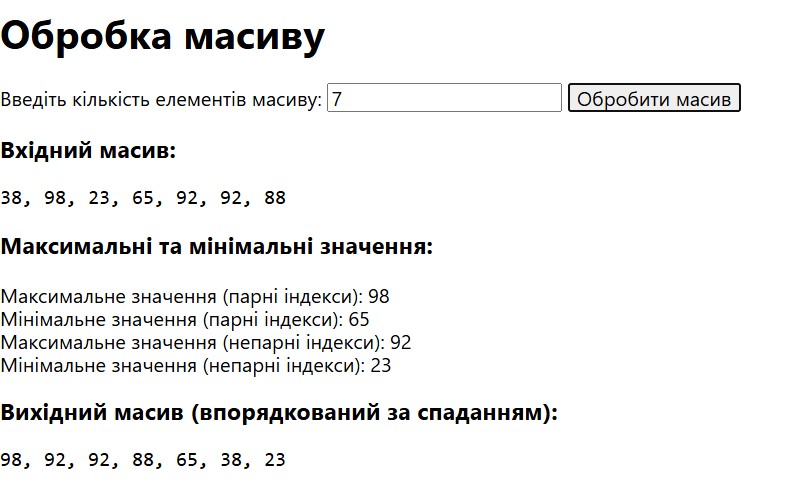 Обробка масиву
Введіть кількість елементів масиву: 7 Обробити масив
Вхідний масив:
38, 98, 23, 65, 92, 92, 88
Максимальні та мінімальні значення:
Максимальне значення (парні індекси): 98
Мінімальне значення (парні індекси): 65
Максимальне значення (непарні індекси): 92
Мінімальне значення (непарні індекси): 23
Вихідний масив (впорядкований за спаданням):
98, 92, 92, 88, 65, 38, 23